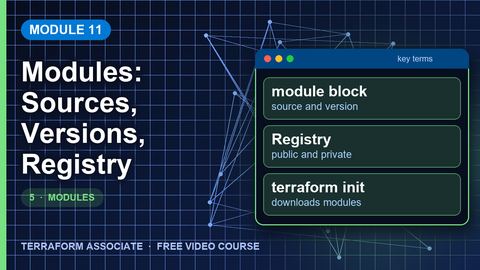 MODULE 11
Modules:
Sources,
Versions,
Registry
5 · MODULES
TERRAFORM ASSOCIATE · FREE VIDEO COURSE
key terms
module block
source and version
Registry
public and private
terraform init
downloads modules